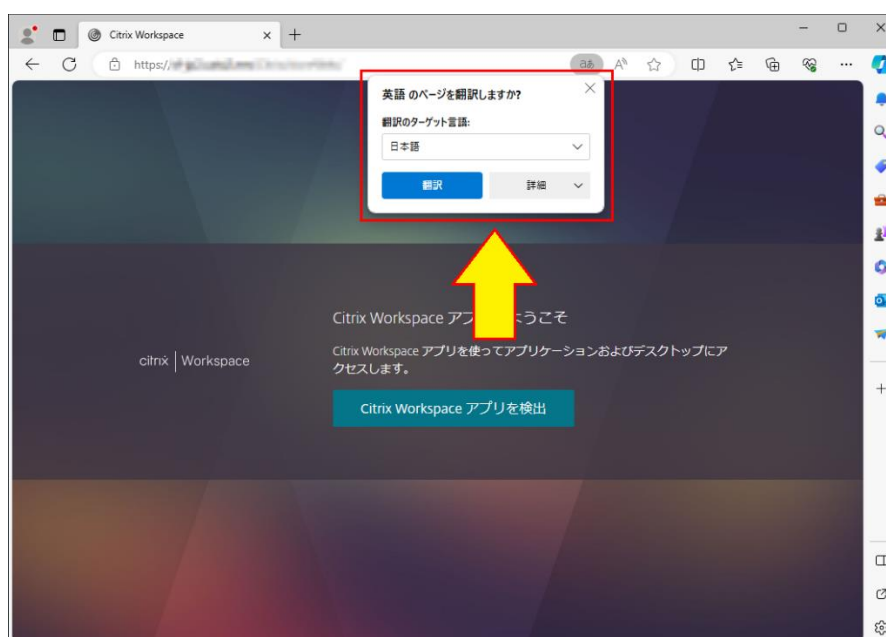 Citrix Workspace
https://
英語 のページを翻訳しますか?
翻訳のターゲット言語:
日本語
翻訳
詳細
Citrix Workspace アプ ようこそ
citrix | Workspace
Citrix Workspace アプリを使ってアプリケーションおよびデスクトップにア
クセスします。
Citrix Workspace アプリを検出